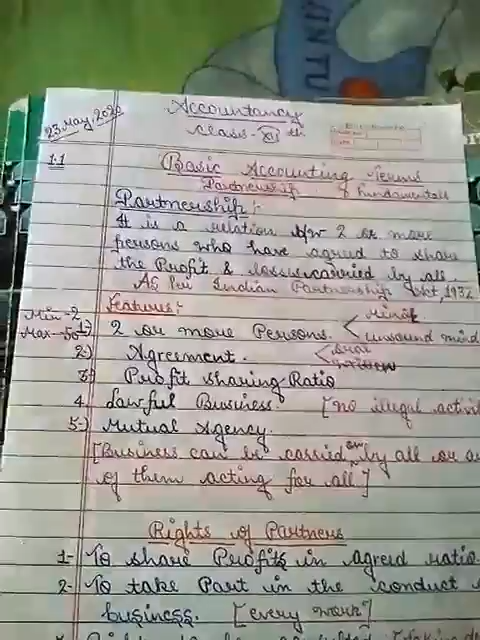 23 May, 2020
Accountancy
Class - XI th
1.1
Basic Accounting Terms
Partnership & Fundamentals
Partnership :-
It is a relation b/w 2 or more
persons who have agreed to share
the Profit & losses carried by all.
As Per Indian Partnership Act, 1932
Features :-
Min - 2
Max - 50
1) 2 or more Persons. < minor
unsound mind
2) Agreement. < oral
written
3) Profit sharing Ratio
4. Lawful Business. [no illegal activi
5-) Mutual Agency.
[Business can be carried on by all or an
of them acting for all]
Rights of Partners
1- To share Profits in agreed ratio
2- To take Part in the conduct
business. [every work]